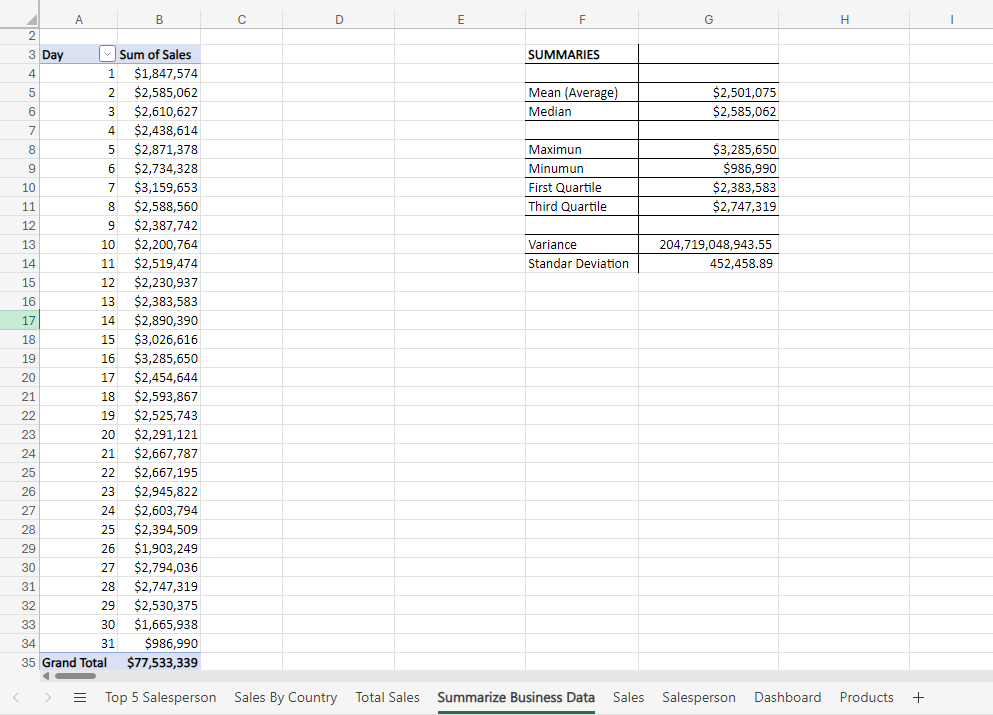 A B C D E F G H I
2
3 Day Sum of Sales SUMMARIES
4 1 $1,847,574
5 2 $2,585,062 Mean (Average) $2,501,075
6 3 $2,610,627 Median $2,585,062
7 4 $2,438,614
8 5 $2,871,378 Maximun $3,285,650
9 6 $2,734,328 Minumun $986,990
10 7 $3,159,653 First Quartile $2,383,583
11 8 $2,588,560 Third Quartile $2,747,319
12 9 $2,387,742
13 10 $2,200,764 Variance 204,719,048,943.55
14 11 $2,519,474 Standar Deviation 452,458.89
15 12 $2,230,937
16 13 $2,383,583
17 14 $2,890,390
18 15 $3,026,616
19 16 $3,285,650
20 17 $2,454,644
21 18 $2,593,867
22 19 $2,525,743
23 20 $2,291,121
24 21 $2,667,787
25 22 $2,667,195
26 23 $2,945,822
27 24 $2,603,794
28 25 $2,394,509
29 26 $1,903,249
30 27 $2,794,036
31 28 $2,747,319
32 29 $2,530,375
33 30 $1,665,938
34 31 $986,990
35 Grand Total $77,533,339
Top 5 Salesperson Sales By Country Total Sales Summarize Business Data Sales Salesperson Dashboard Products +